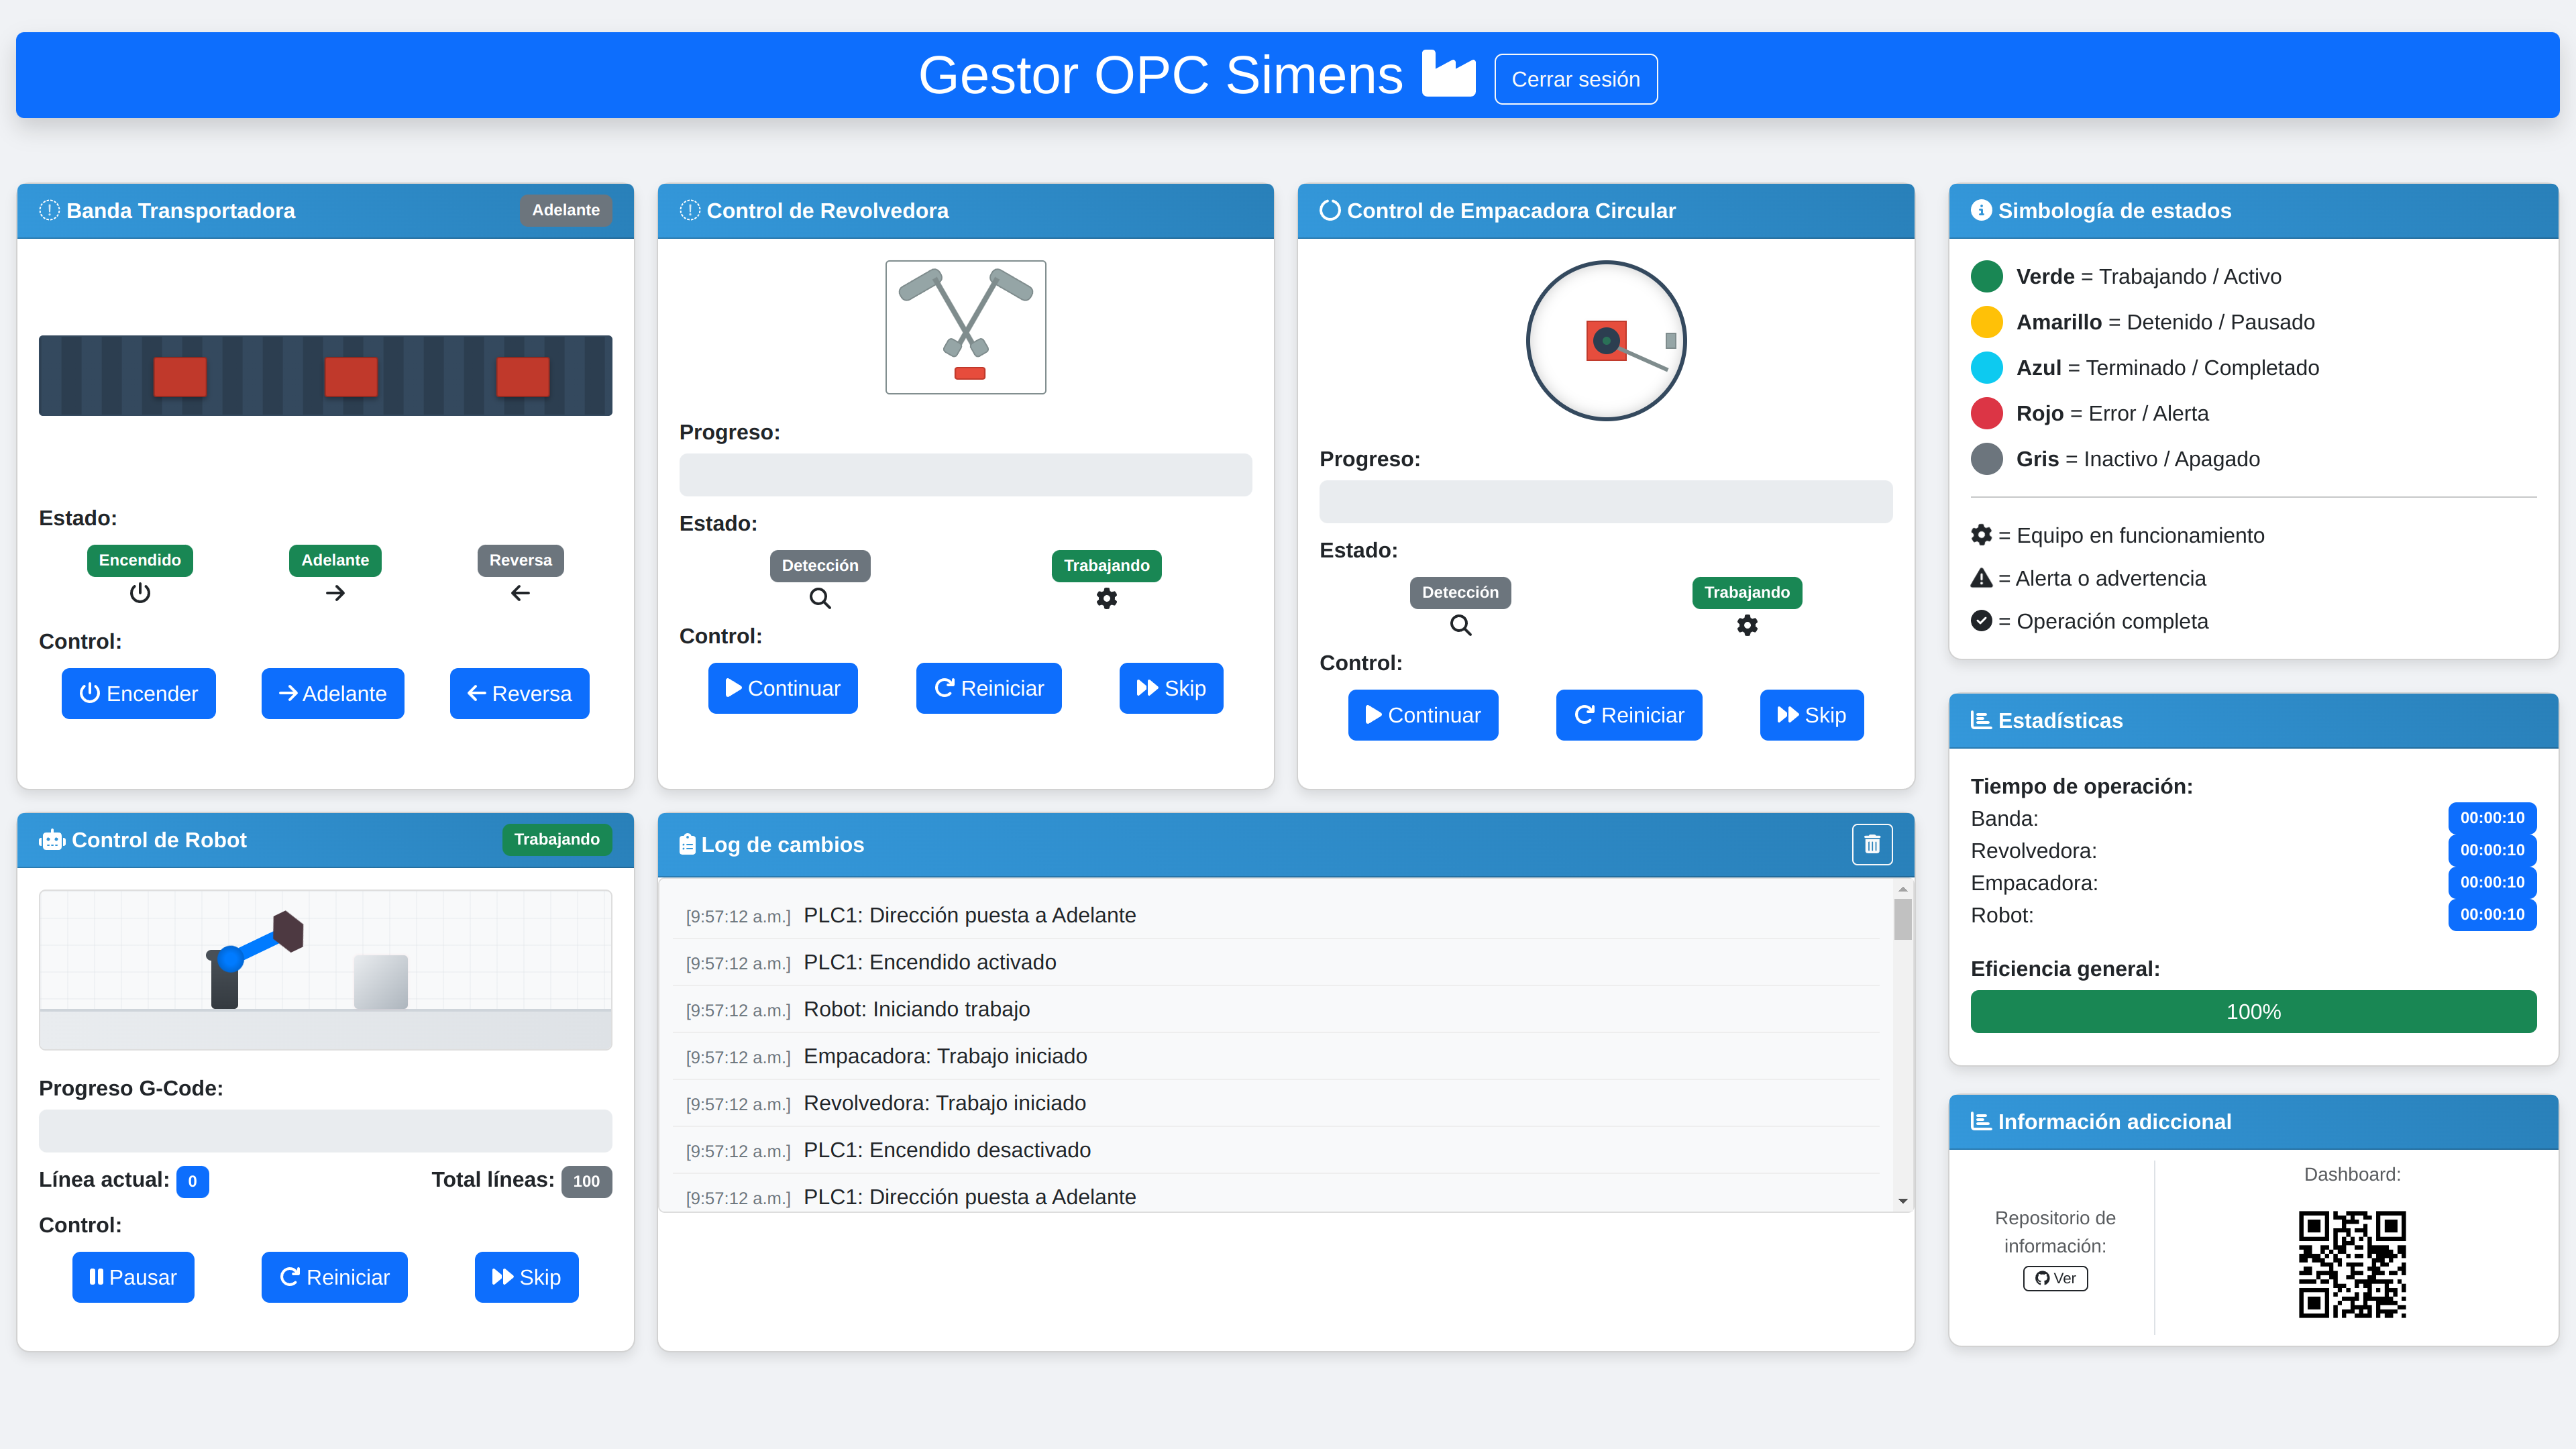 Gestor OPC Simens
Cerrar sesión
Banda Transportadora
Adelante
Estado:
Encendido
Adelante
Reversa
Control:
Encender
Adelante
Reversa
Control de Revolvedora
Progreso:
Estado:
Detección
Trabajando
Control:
Continuar
Reiniciar
Skip
Control de Empacadora Circular
Progreso:
Estado:
Detección
Trabajando
Control:
Continuar
Reiniciar
Skip
Simbología de estados
Verde = Trabajando / Activo
Amarillo = Detenido / Pausado
Azul = Terminado / Completado
Rojo = Error / Alerta
Gris = Inactivo / Apagado
= Equipo en funcionamiento
= Alerta o advertencia
= Operación completa
Control de Robot
Trabajando
Progreso G-Code:
Línea actual: 0
Total líneas: 100
Control:
Pausar
Reiniciar
Skip
Log de cambios
[9:57:12 a.m.] PLC1: Dirección puesta a Adelante
[9:57:12 a.m.] PLC1: Encendido activado
[9:57:12 a.m.] Robot: Iniciando trabajo
[9:57:12 a.m.] Empacadora: Trabajo iniciado
[9:57:12 a.m.] Revolvedora: Trabajo iniciado
[9:57:12 a.m.] PLC1: Encendido desactivado
[9:57:12 a.m.] PLC1: Dirección puesta a Adelante
Estadísticas
Tiempo de operación:
Banda: 00:00:10
Revolvedora: 00:00:10
Empacadora: 00:00:10
Robot: 00:00:10
Eficiencia general:
100%
Información adiccional
Repositorio de
información:
Ver
Dashboard: